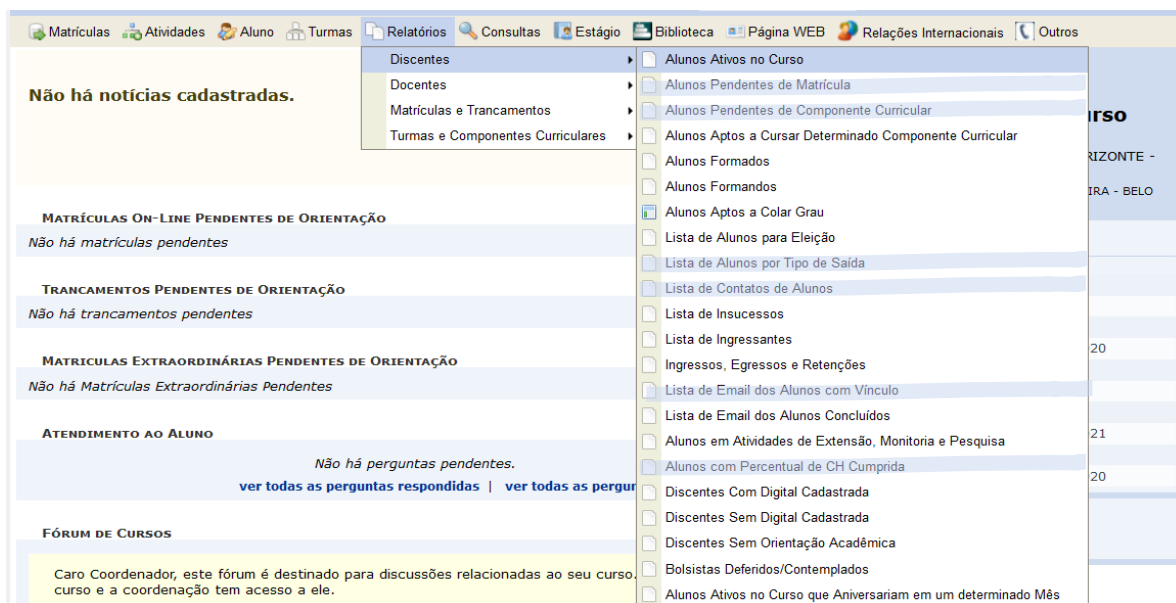 Matrículas Atividades Aluno Turmas Relatórios Consultas Estágio Biblioteca Página WEB Relações Internacionais Outros
Não há notícias cadastradas.
Discentes
Docentes
Matrículas e Trancamentos
Turmas e Componentes Curriculares
Alunos Ativos no Curso
Alunos Pendentes de Matrícula
Alunos Pendentes de Componente Curricular
Alunos Aptos a Cursar Determinado Componente Curricular
Alunos Formados
Alunos Formandos
Alunos Aptos a Colar Grau
Lista de Alunos para Eleição
Lista de Alunos por Tipo de Saída
Lista de Contatos de Alunos
Lista de Insucessos
Lista de Ingressantes
Ingressos, Egressos e Retenções
Lista de Email dos Alunos com Vínculo
Lista de Email dos Alunos Concluídos
Alunos em Atividades de Extensão, Monitoria e Pesquisa
Alunos com Percentual de CH Cumprida
Discentes Com Digital Cadastrada
Discentes Sem Digital Cadastrada
Discentes Sem Orientação Acadêmica
Bolsistas Deferidos/Contemplados
Alunos Ativos no Curso que Aniversariam em um determinado Mês
Matrículas On-Line Pendentes de Orientação
Não há matrículas pendentes
Trancamentos Pendentes de Orientação
Não há trancamentos pendentes
Matriculas Extraordinárias Pendentes de Orientação
Não há Matrículas Extraordinárias Pendentes
Atendimento ao Aluno
Não há perguntas pendentes.
ver todas as perguntas respondidas | ver todas as pergun
Fórum de Cursos
Caro Coordenador, este fórum é destinado para discussões relacionadas ao seu curso.
curso e a coordenação tem acesso a ele.
urso
RIZONTE -
IRA - BELO
20
21
20